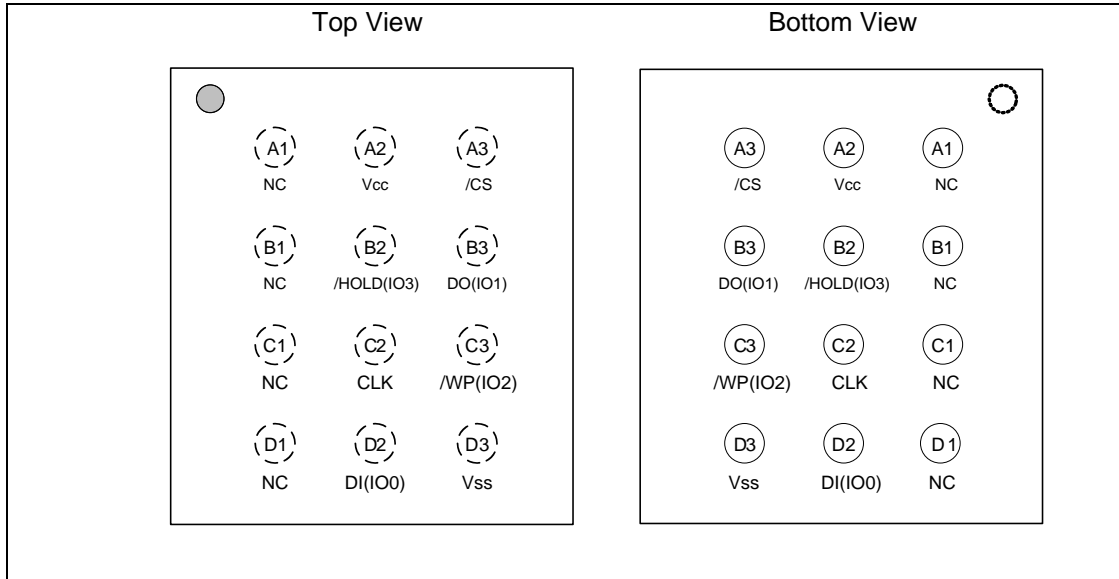 Top View
A1 A2 A3
NC Vcc /CS
B1 B2 B3
NC /HOLD(IO3) DO(IO1)
C1 C2 C3
NC CLK /WP(IO2)
D1 D2 D3
NC DI(IO0) Vss
Bottom View
A3 A2 A1
/CS Vcc NC
B3 B2 B1
DO(IO1) /HOLD(IO3) NC
C3 C2 C1
/WP(IO2) CLK NC
D3 D2 D1
Vss DI(IO0) NC